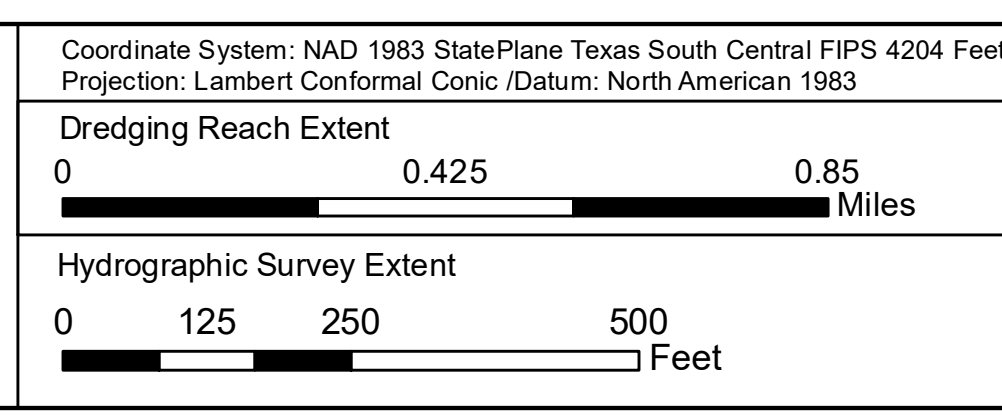 Coordinate System: NAD 1983 StatePlane Texas South Central FIPS 4204 Feet
Projection: Lambert Conformal Conic /Datum: North American 1983
Dredging Reach Extent
0 0.425 0.85
Miles
Hydrographic Survey Extent
0 125 250 500
Feet